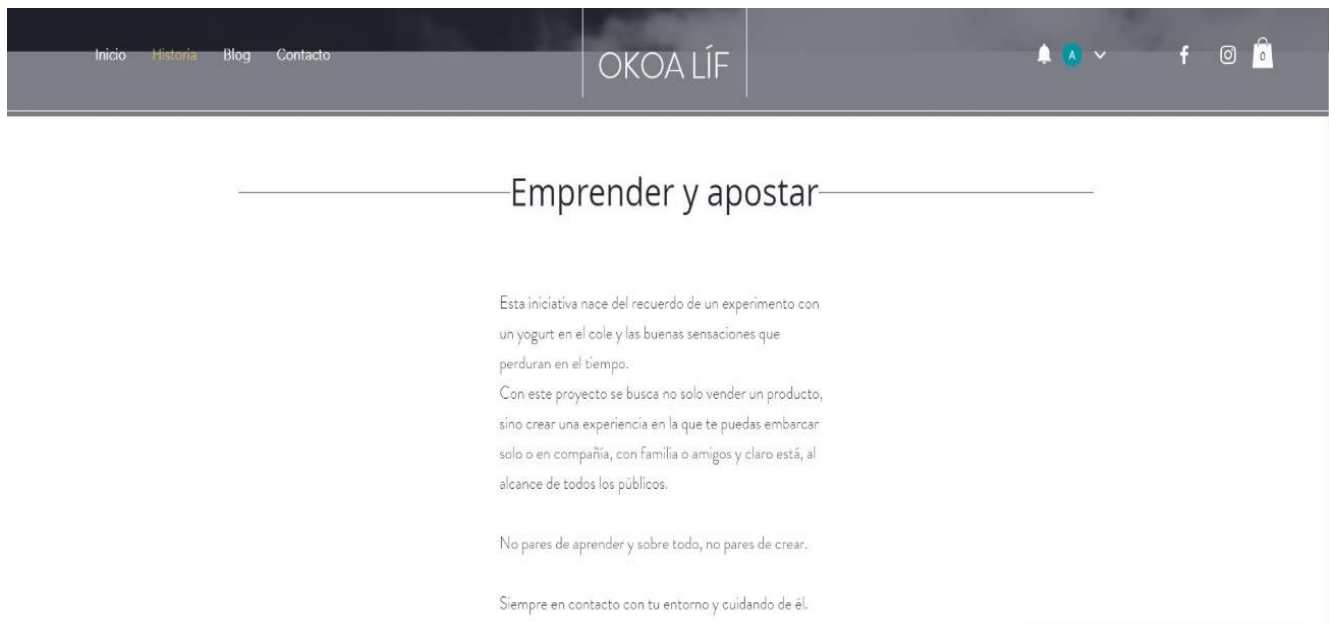 Inicio Historia Blog Contacto
OKOA LÍF
A
0
Emprender y apostar
Esta iniciativa nace del recuerdo de un experimento con
un yogurt en el cole y las buenas sensaciones que
perduran en el tiempo.
Con este proyecto se busca no solo vender un producto,
sino crear una experiencia en la que te puedas embarcar
solo o en compañía, con familia o amigos y claro está, al
alcance de todos los públicos.
No pares de aprender y sobre todo, no pares de crear.
Siempre en contacto con tu entorno y cuidando de él.